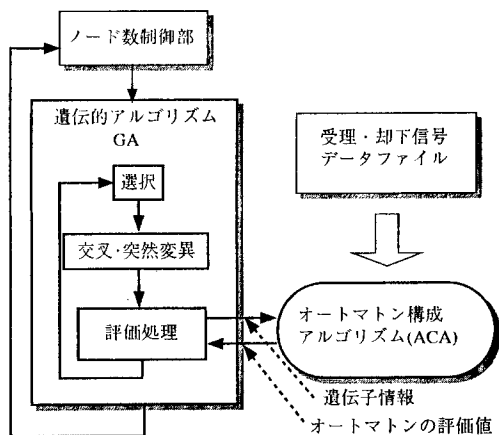 ノード数制御部
遺伝的アルゴリズム
GA
選択
交叉・突然変異
評価処理
受理・却下信号
データファイル
オートマトン構成
アルゴリズム(ACA)
遺伝子情報
オートマトンの評価値